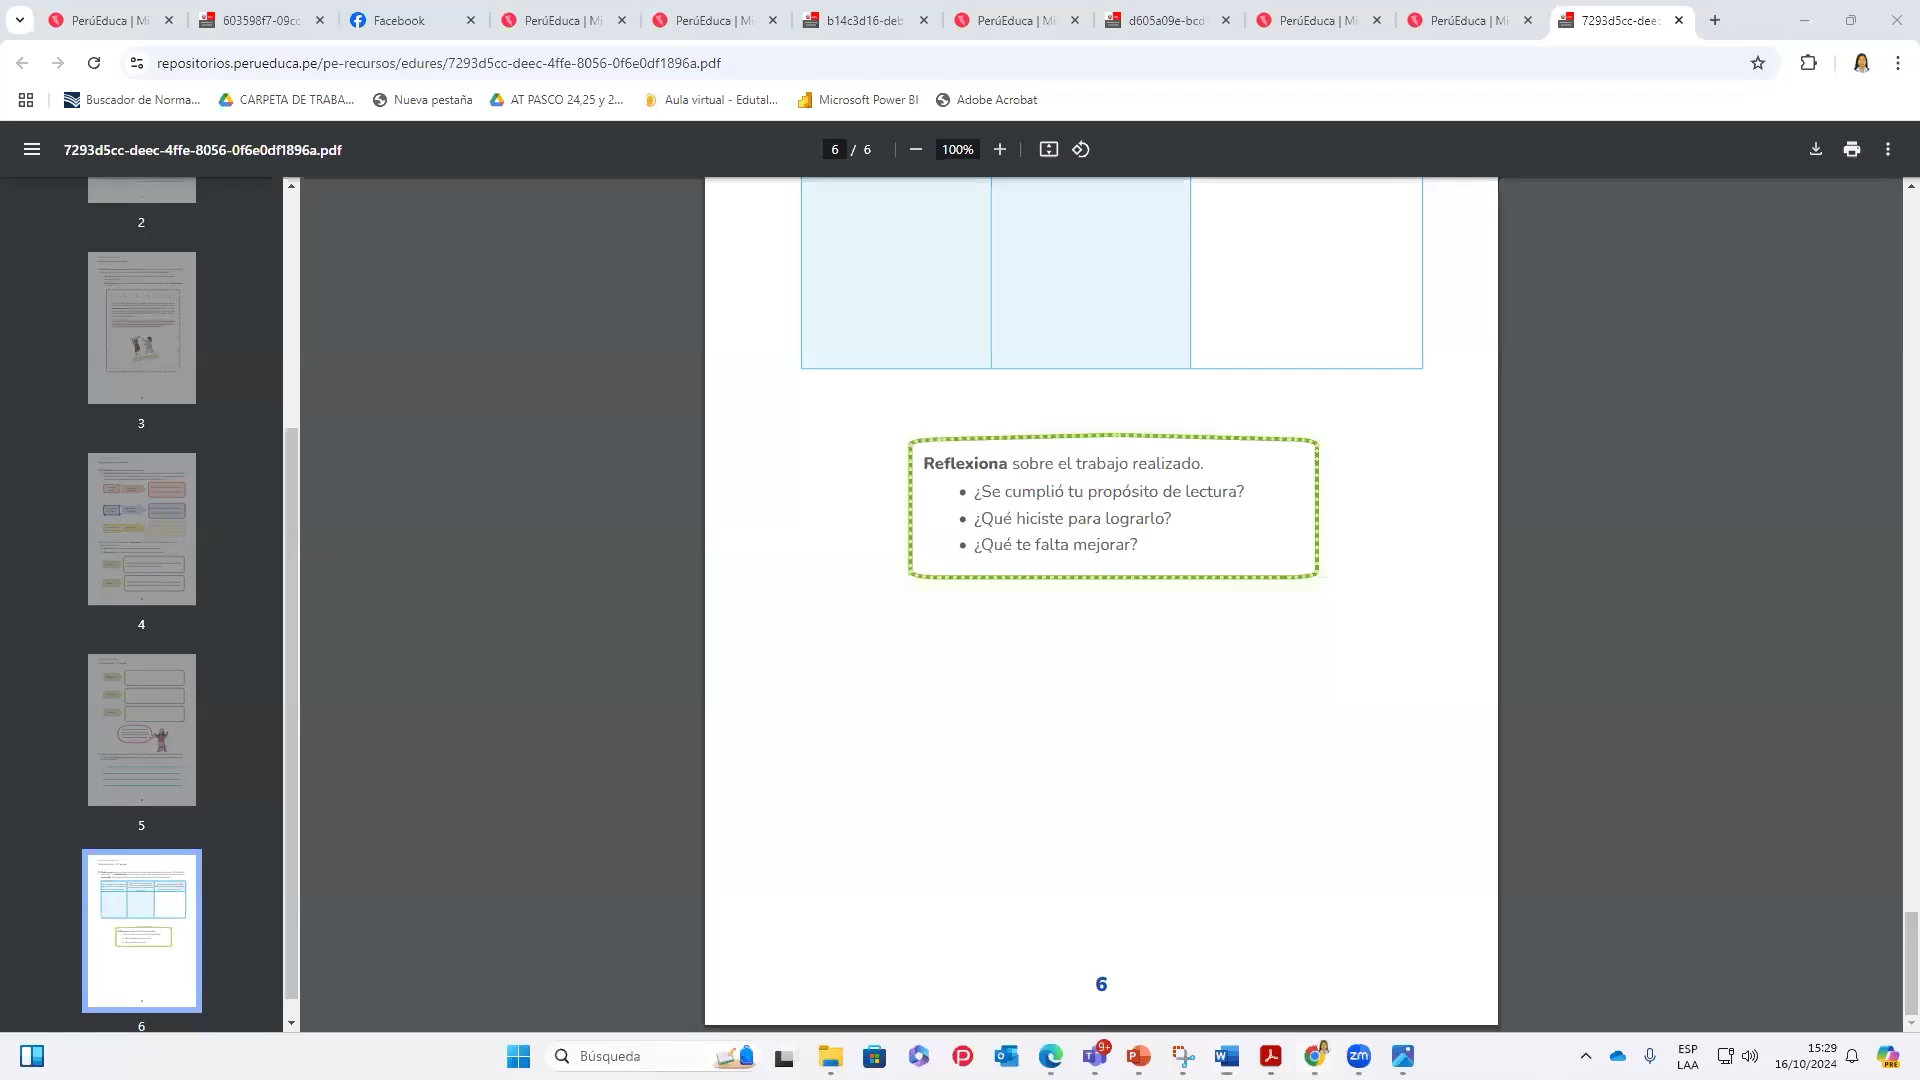 PerúEduca | Mi
603598f7-09cc
Facebook
PerúEduca | Mi
PerúEduca | Mi
b14c3d16-deb
PerúEduca | Mi
d605a09e-bcd
PerúEduca | Mi
PerúEduca | Mi
7293d5cc-deec
repositorios.perueduca.pe/pe-recursos/edures/7293d5cc-deec-4ffe-8056-0f6e0df1896a.pdf
Buscador de Norma...
CARPETA DE TRABA...
Nueva pestaña
AT PASCO 24,25 y 2...
Aula virtual - Edutal...
Microsoft Power BI
Adobe Acrobat
7293d5cc-deec-4ffe-8056-0f6e0df1896a.pdf
6 / 6
100%
2
3
4
5
6
Reflexiona sobre el trabajo realizado.
• ¿Se cumplió tu propósito de lectura?
• ¿Qué hiciste para lograrlo?
• ¿Qué te falta mejorar?
6
Búsqueda
9+
zm
ESP
LAA
15:29
16/10/2024
PRE